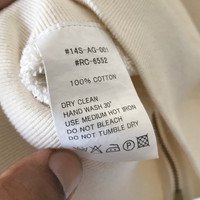 #14S-AG-001
#RC-6552
100% COTTON
DRY CLEAN
HAND WASH 30°
USE MEDIUM HOT IRON
DO NOT BLEACH
DO NOT TUMBLE DRY